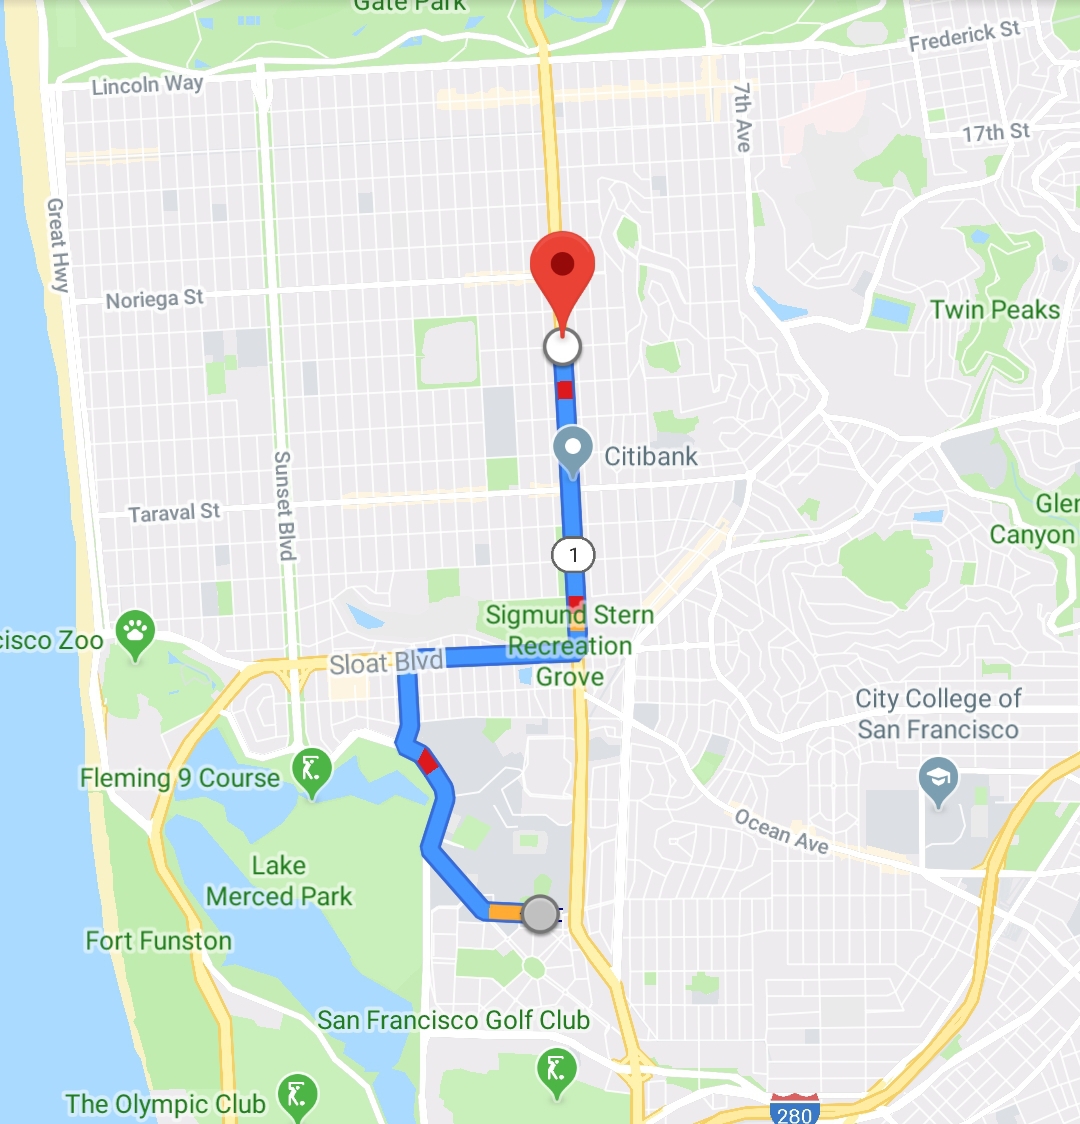 Gate Park
Frederick St
Lincoln Way
7th Ave
17th St
Great Hwy
Noriega St
Twin Peaks
Citibank
Sunset Blvd
Taraval St
Glen
Canyon
1
Sigmund Stern
Recreation
Grove
cisco Zoo
Sloat Blvd
City College of
San Francisco
Fleming 9 Course
Ocean Ave
Lake
Merced Park
Fort Funston
San Francisco Golf Club
The Olympic Club
280